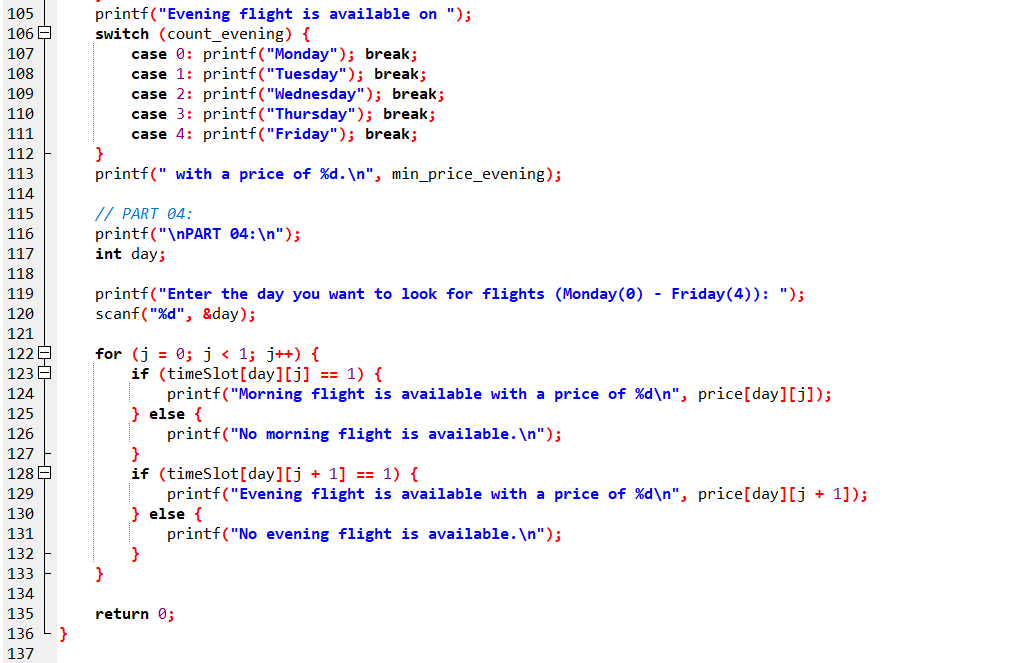 105 printf("Evening flight is available on ");
106 switch (count_evening) {
107 case 0: printf("Monday"); break;
108 case 1: printf("Tuesday"); break;
109 case 2: printf("Wednesday"); break;
110 case 3: printf("Thursday"); break;
111 case 4: printf("Friday"); break;
112 }
113 printf(" with a price of %d.\n", min_price_evening);
114
115 // PART 04:
116 printf("\nPART 04:\n");
117 int day;
118
119 printf("Enter the day you want to look for flights (Monday(0) - Friday(4)): ");
120 scanf("%d", &day);
121
122 for (j = 0; j < 1; j++) {
123 if (timeSlot[day][j] == 1) {
124 printf("Morning flight is available with a price of %d\n", price[day][j]);
125 } else {
126 printf("No morning flight is available.\n");
127 }
128 if (timeSlot[day][j + 1] == 1) {
129 printf("Evening flight is available with a price of %d\n", price[day][j + 1]);
130 } else {
131 printf("No evening flight is available.\n");
132 }
133 }
134
135 return 0;
136 }
137